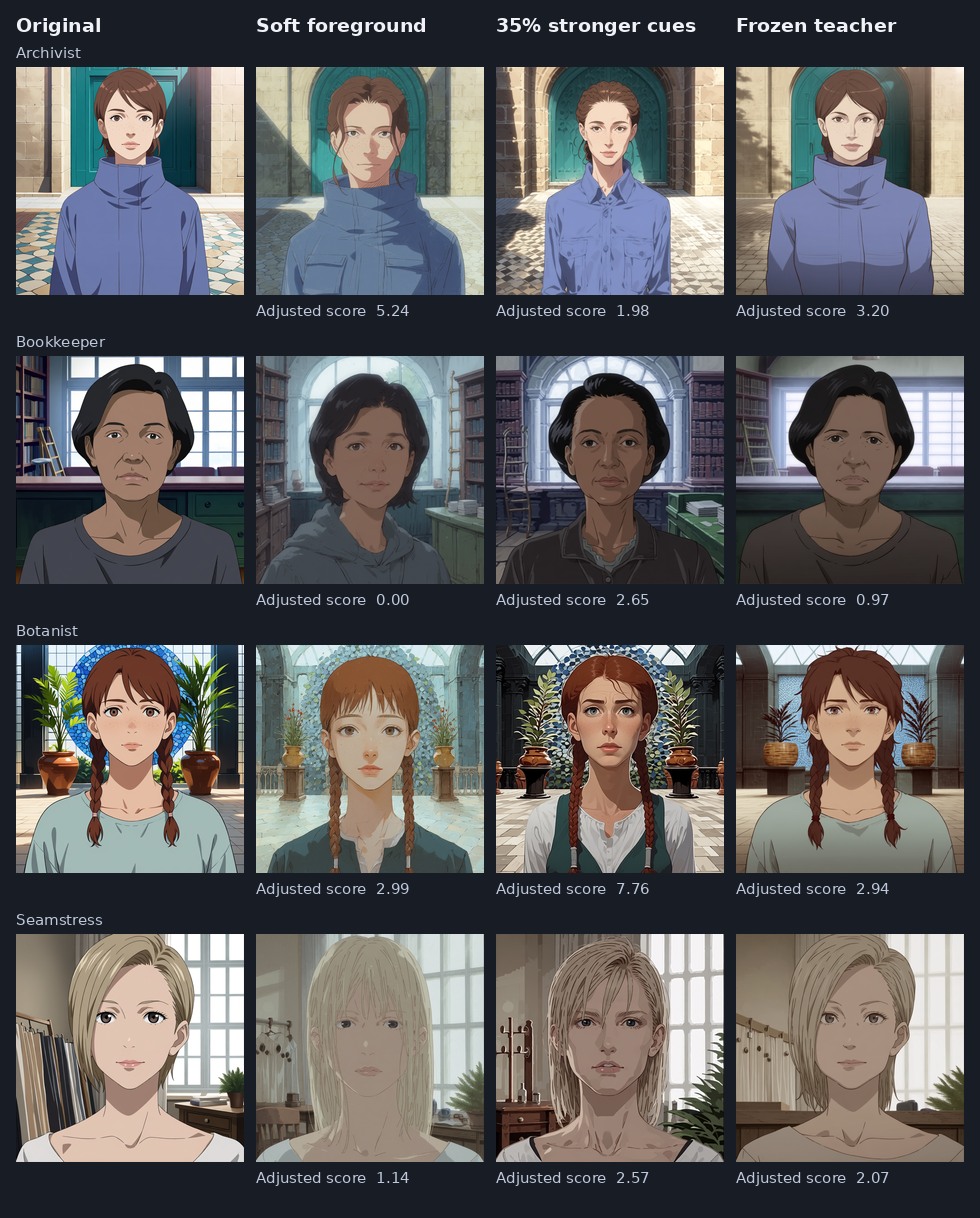 Original Soft foreground 35% stronger cues Frozen teacher
Archivist
Adjusted score 5.24 Adjusted score 1.98 Adjusted score 3.20
Bookkeeper
Adjusted score 0.00 Adjusted score 2.65 Adjusted score 0.97
Botanist
Adjusted score 2.99 Adjusted score 7.76 Adjusted score 2.94
Seamstress
Adjusted score 1.14 Adjusted score 2.57 Adjusted score 2.07